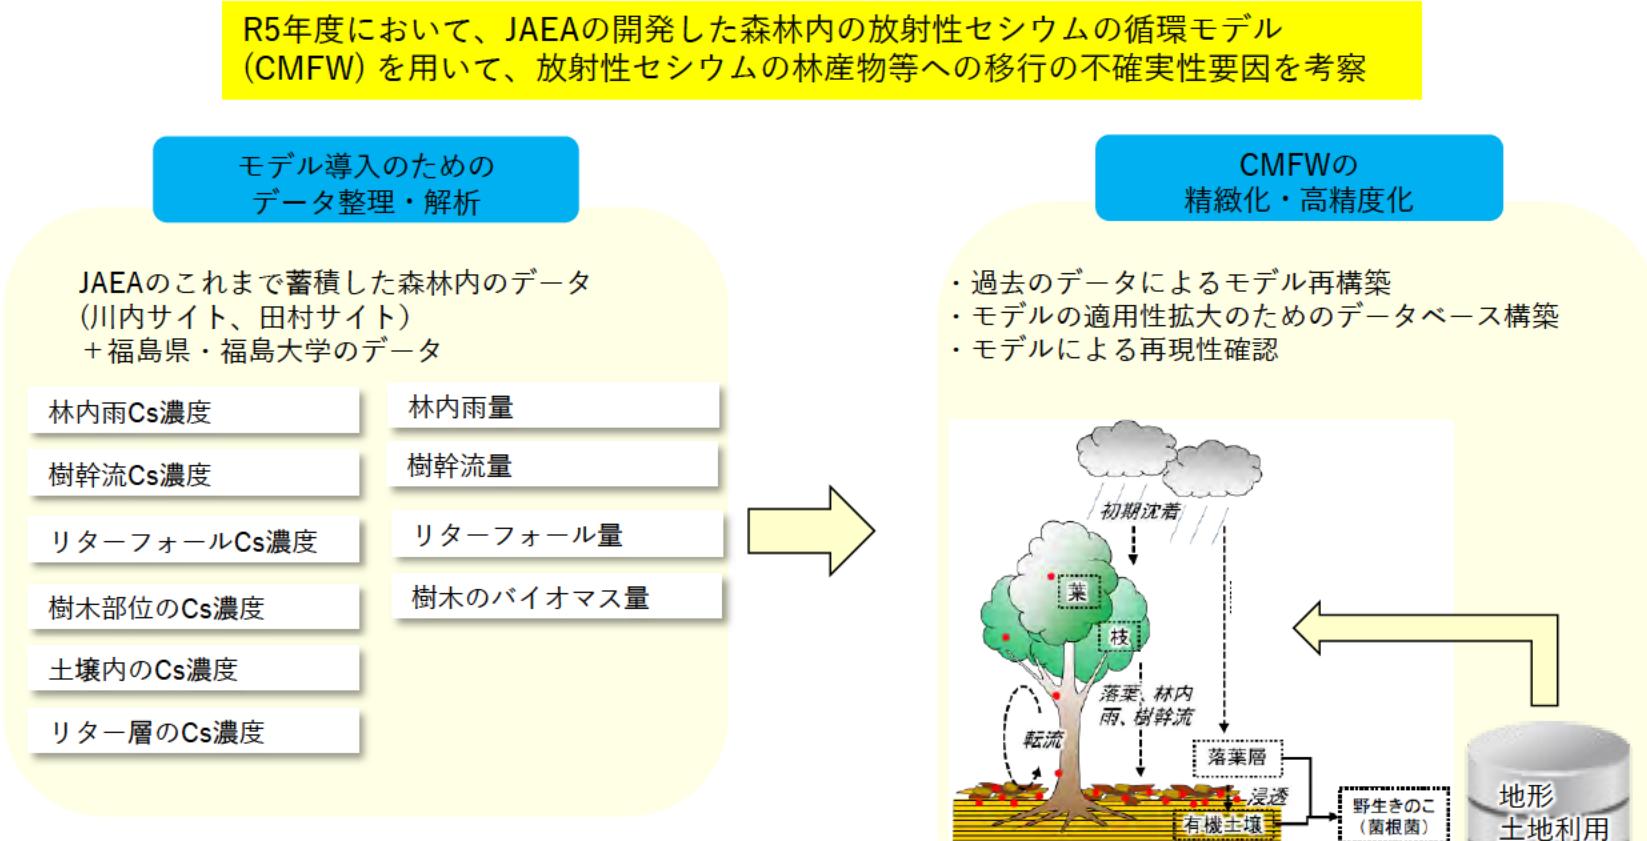 R5年度において、JAEAの開発した森林内の放射性セシウムの循環モデル
(CMFW) を用いて、放射性セシウムの林産物等への移行の不確実性要因を考察
モデル導入のための
データ整理・解析
JAEAのこれまで蓄積した森林内のデータ
(川内サイト、田村サイト)
＋福島県・福島大学のデータ
林内雨Cs濃度
樹幹流Cs濃度
リターフォールCs濃度
樹木部位のCs濃度
土壌内のCs濃度
リター層のCs濃度
林内雨量
樹幹流量
リターフォール量
樹木のバイオマス量
CMFWの
精緻化・高精度化
・過去のデータによるモデル再構築
・モデルの適用性拡大のためのデータベース構築
・モデルによる再現性確認
初期沈着
葉
枝
落葉、林内
雨、樹幹流
転流
落葉層
浸透
有機土壌
野生きのこ
（菌根菌）
地形
土地利用